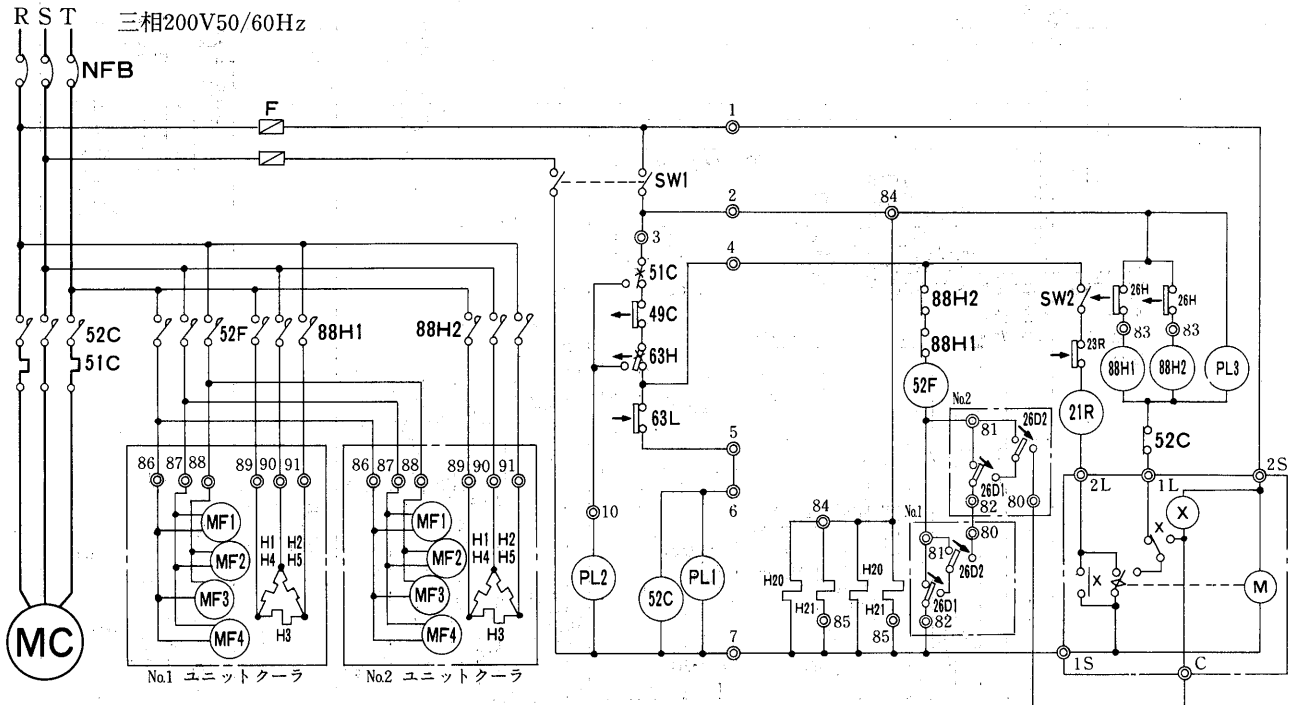 R S T 三相200V50/60Hz
NFB
F
1
SW1
2
84
3
4
51C
49C
63H
63L
88H2
88H1
52F
SW2
26H
26H
23R
83
83
88H1
88H2
PL3
21R
52C
52C
51C
52F
88H1
88H2
5
6
No.2
81
26D2
26D1
82
80
2L
1L
2S
86
87
88
89
90
91
86
87
88
89
90
91
10
84
No.1
80
81
26D2
26D1
82
X
X
X
M
MF1
MF2
MF3
MF4
H1
H4
H2
H5
H3
MF1
MF2
MF3
MF4
H1
H4
H2
H5
H3
PL2
52C
PL1
H20
H21
85
H20
H21
85
7
1S
C
MC
No.1 ユニットクーラ
No.2 ユニットクーラ